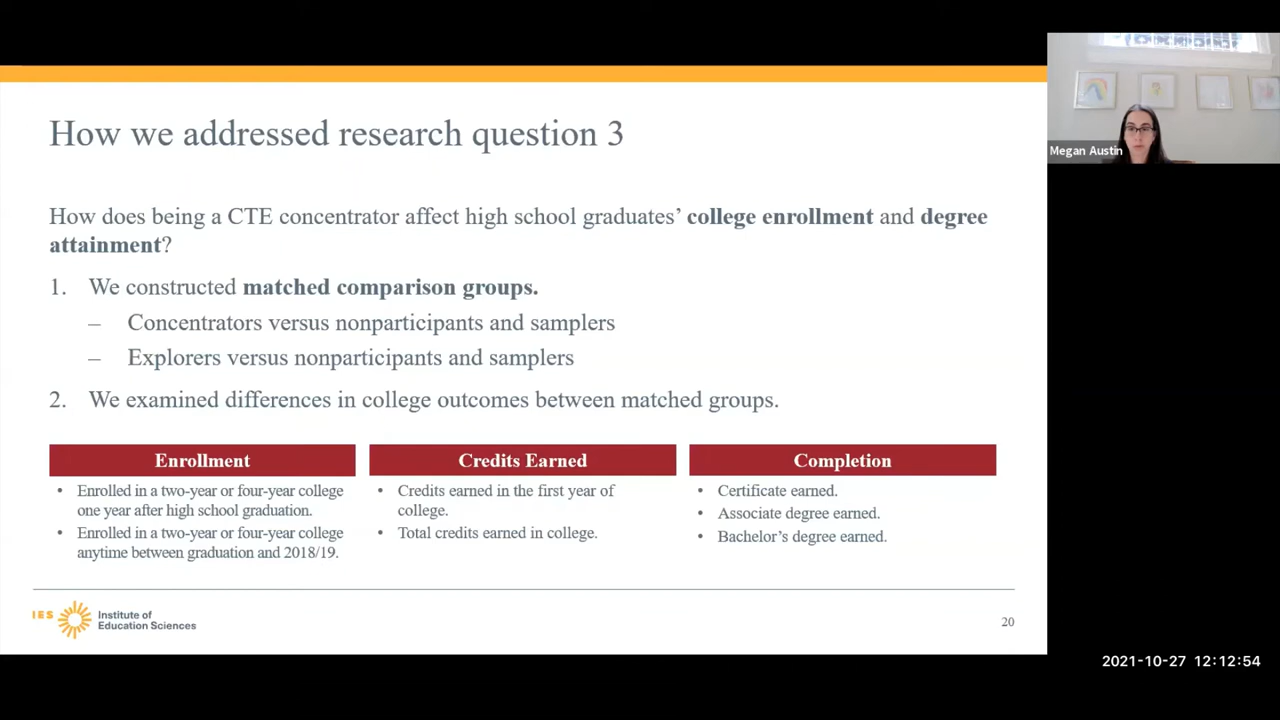 How we addressed research question 3
How does being a CTE concentrator affect high school graduates’ college enrollment and degree
attainment?
1. We constructed matched comparison groups.
– Concentrators versus nonparticipants and samplers
– Explorers versus nonparticipants and samplers
2. We examined differences in college outcomes between matched groups.
Enrollment
• Enrolled in a two-year or four-year college
one year after high school graduation.
• Enrolled in a two-year or four-year college
anytime between graduation and 2018/19.
Credits Earned
• Credits earned in the first year of
college.
• Total credits earned in college.
Completion
• Certificate earned.
• Associate degree earned.
• Bachelor’s degree earned.
IES Institute of
Education Sciences
20
Megan Austin
2021-10-27 12:12:54